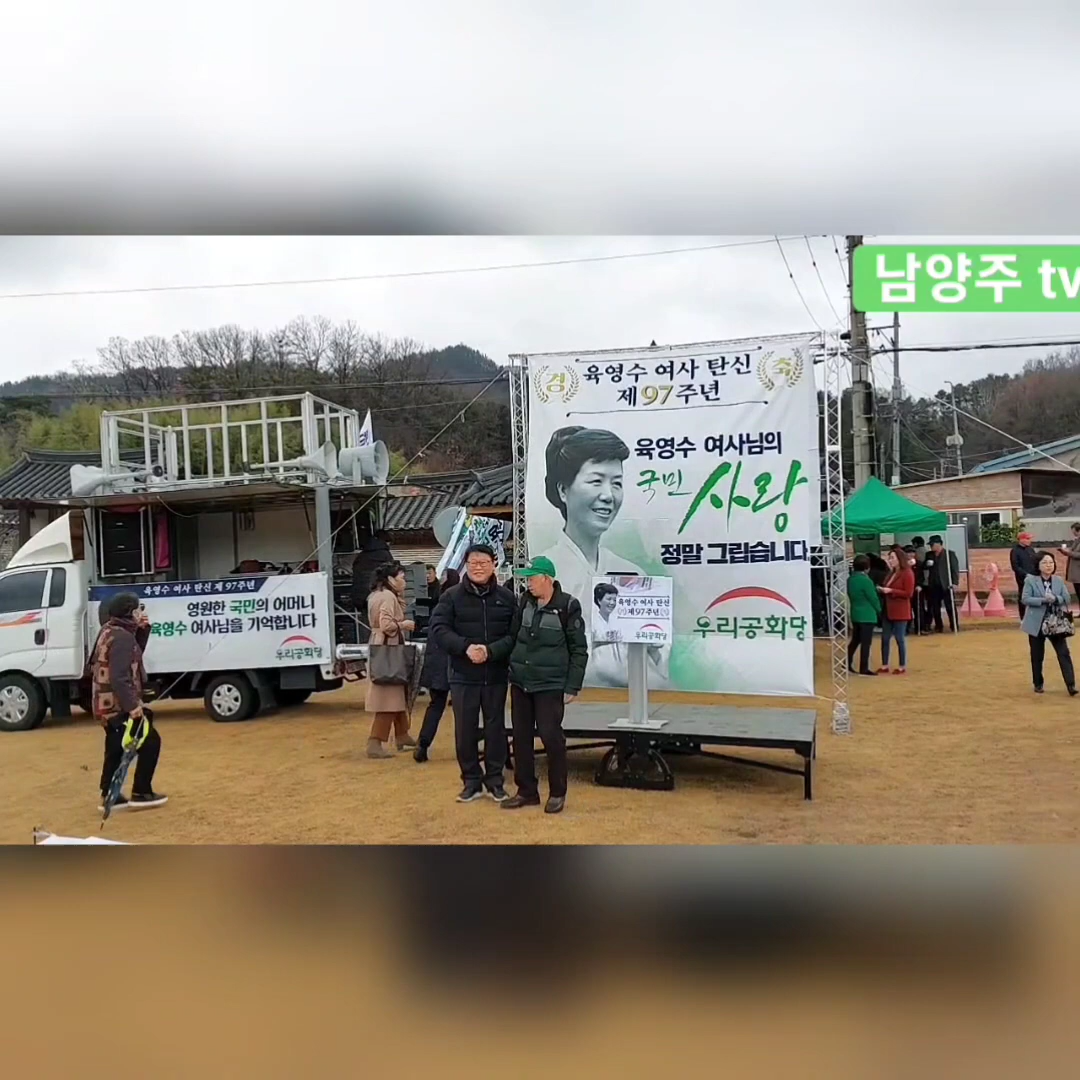 남양주 tv
경 육영수 여사 탄신 축
제97주년
육영수 여사님의
국민 사랑
정말 그립습니다
우리공화당
육영수 여사 탄신
제97주년
우리공화당
육영수 여사 탄신 제 97주년
영원한 국민의 어머니
육영수 여사님을 기억합니다
우리공화당